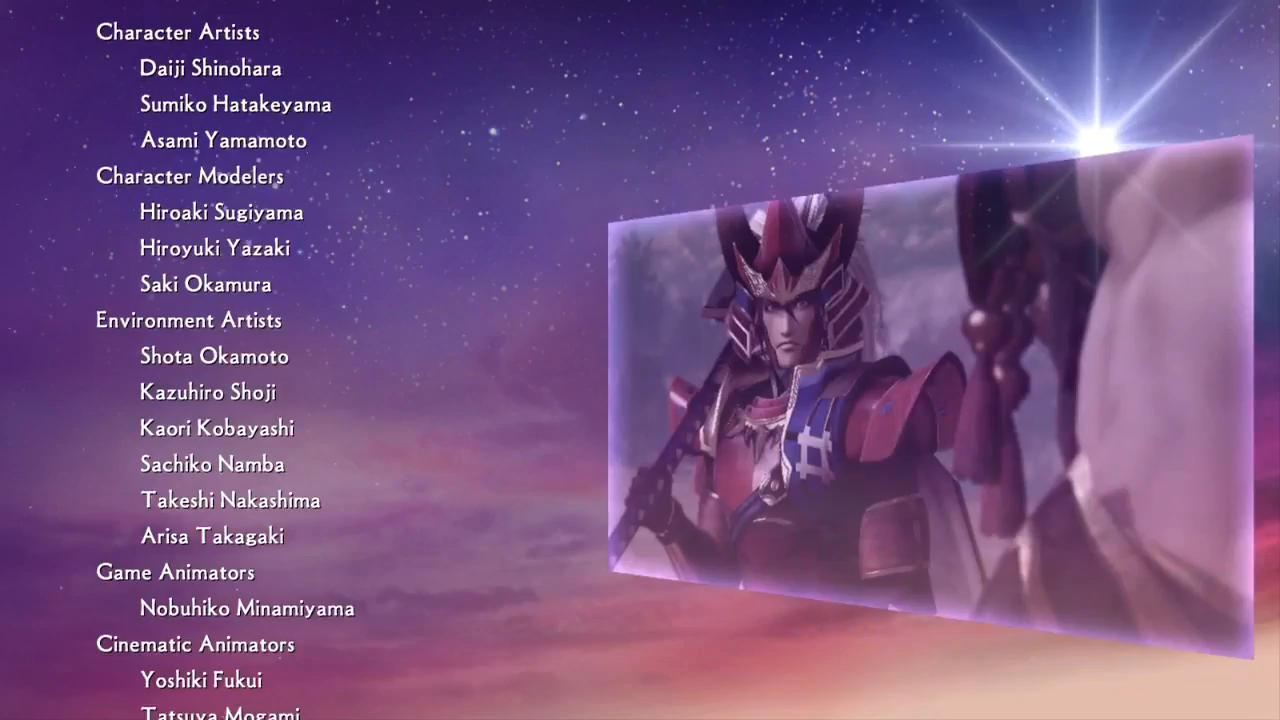 Character Artists
Daiji Shinohara
Sumiko Hatakeyama
Asami Yamamoto
Character Modelers
Hiroaki Sugiyama
Hiroyuki Yazaki
Saki Okamura
Environment Artists
Shota Okamoto
Kazuhiro Shoji
Kaori Kobayashi
Sachiko Namba
Takeshi Nakashima
Arisa Takagaki
Game Animators
Nobuhiko Minamiyama
Cinematic Animators
Yoshiki Fukui
Tatsuya Mogami